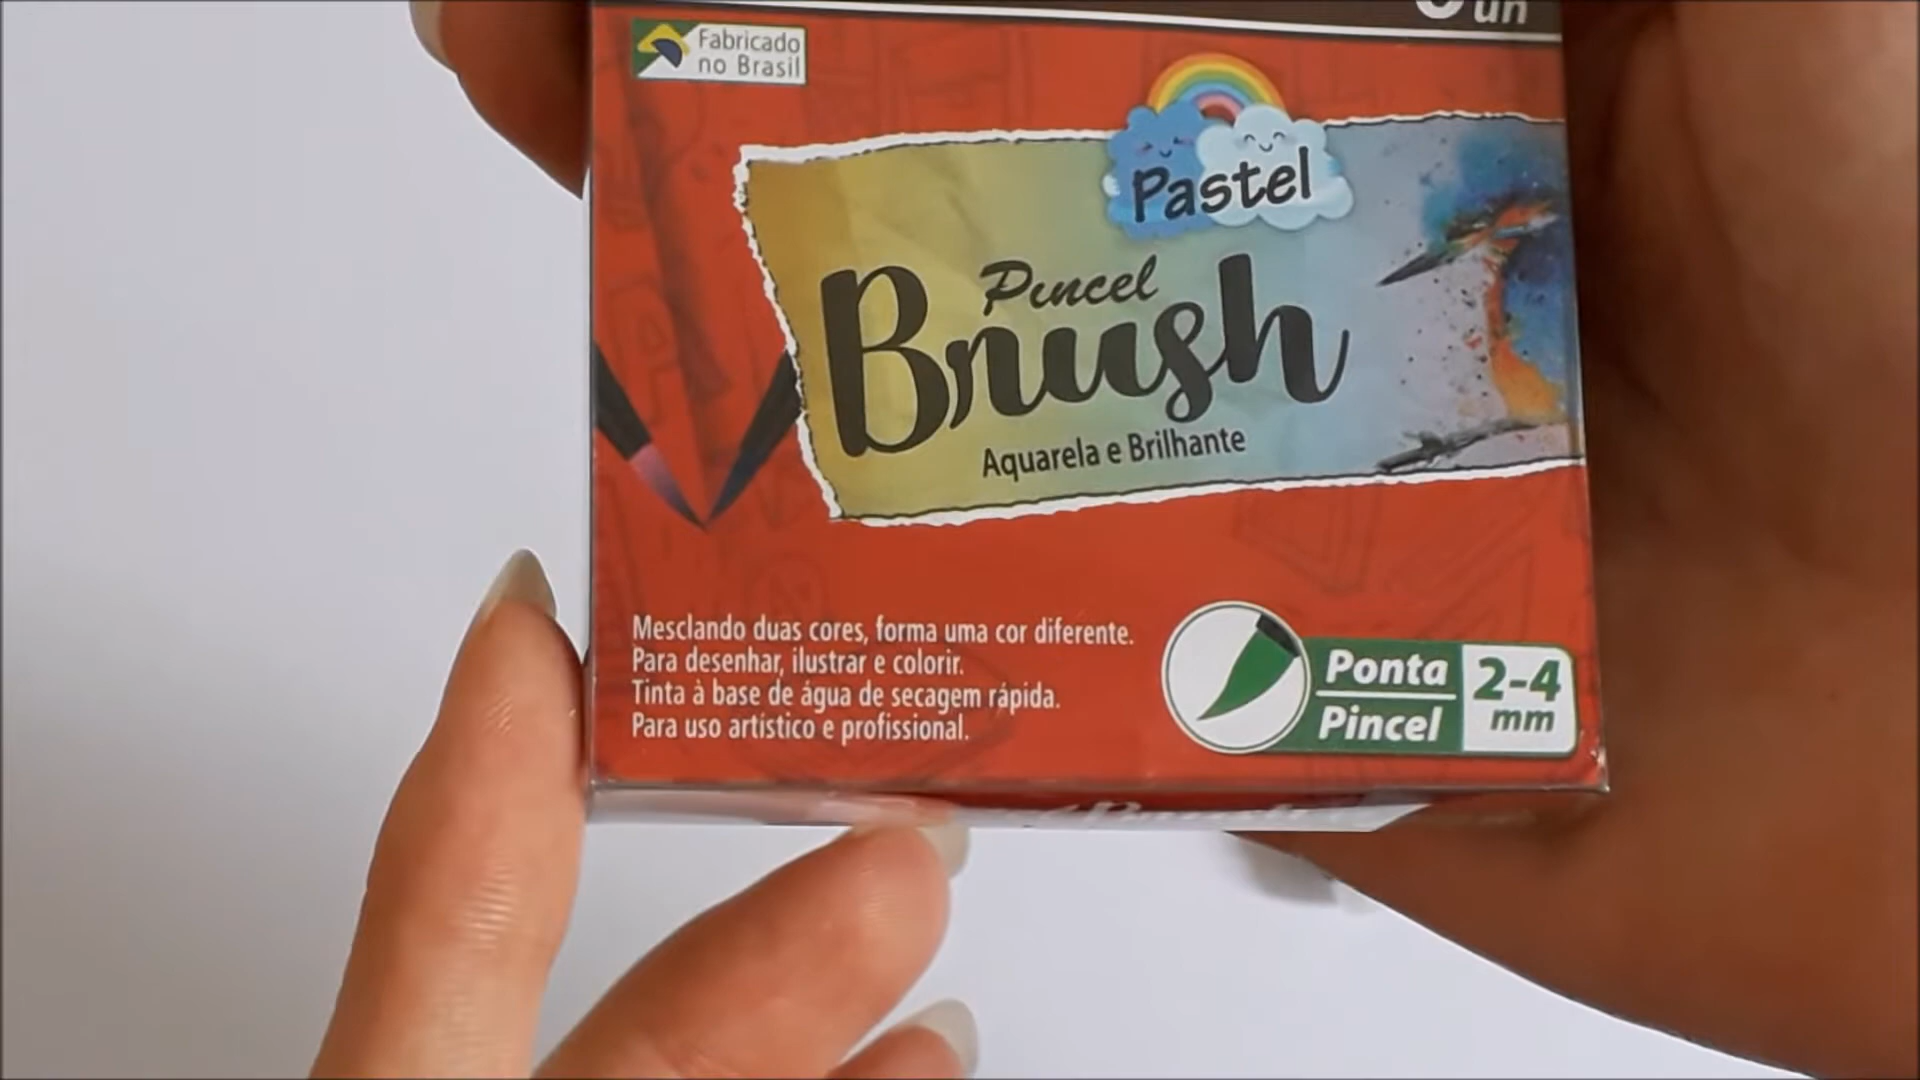 un
Fabricado
no Brasil
Pastel
Pincel
Brush
Aquarela e Brilhante
Mesclando duas cores, forma uma cor diferente.
Para desenhar, ilustrar e colorir.
Tinta à base de água de secagem rápida.
Para uso artístico e profissional.
Ponta
Pincel
2-4
mm